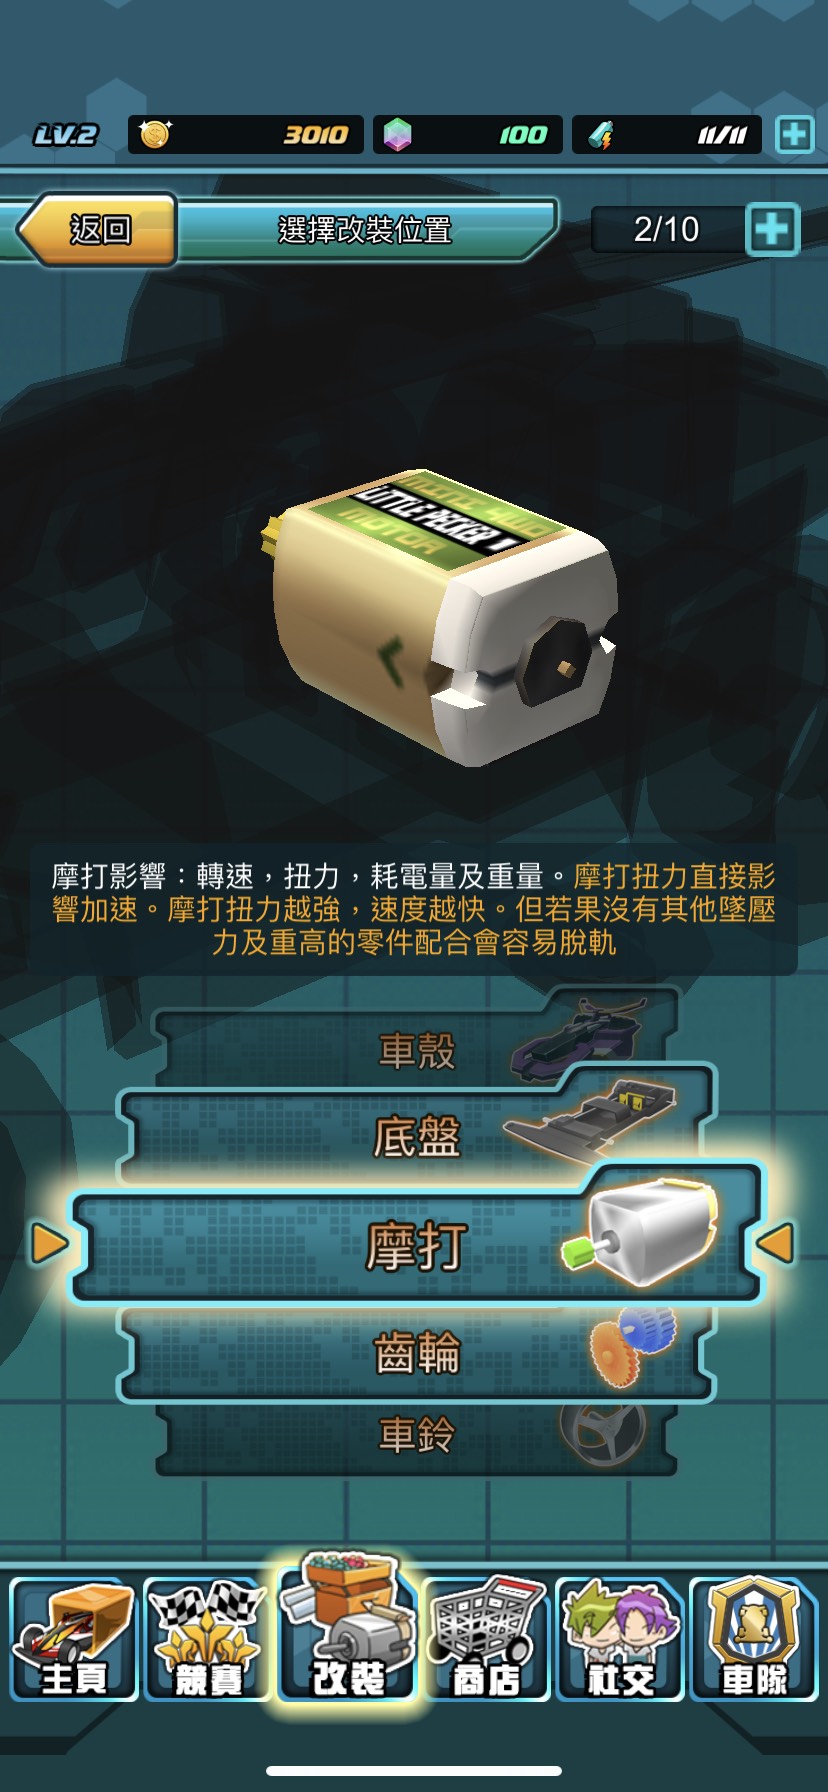 LV.2
3010
100
11/11
返回
選擇改裝位置
2/10
LITTLE PECKER
MOTOR
摩打影響：轉速，扭力，耗電量及重量。摩打扭力直接影
響加速。摩打扭力越強，速度越快。但若果沒有其他墜壓
力及重高的零件配合會容易脫軌
車殼
底盤
摩打
齒輪
車鈴
主頁
競賽
改裝
商店
社交
車隊